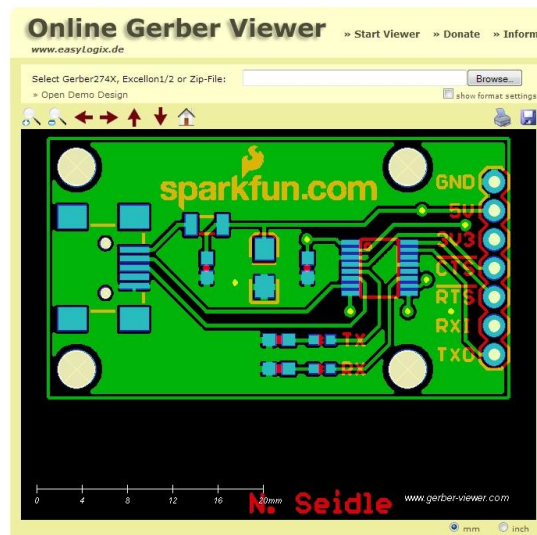 Online Gerber Viewer
» Start Viewer » Donate » Inform
www.easylogix.de
Select Gerber274X, Excellon1/2 or Zip-File:
Browse..
» Open Demo Design
show format settings
sparkfun.com
GND
5V
3V3
CTS
RTS
RXI
TX
TXO
RX
0 4 8 12 16 20mm
N. Seidle
www.gerber-viewer.com
mm inch